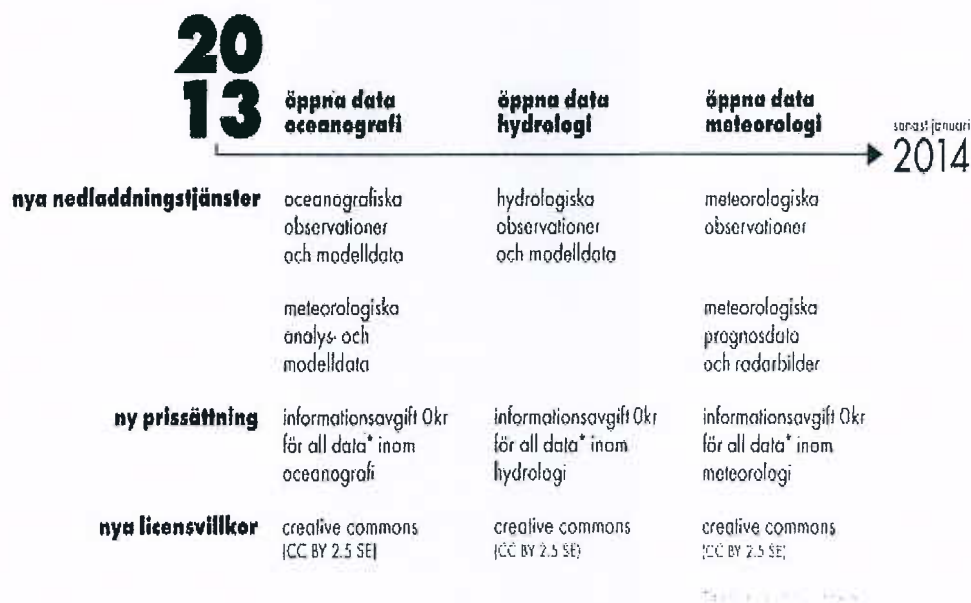 20
13
öppna data
oceanografi
öppna data
hydrologi
öppna data
meteorologi
senast januari
2014
nya nedladdningstjänster
oceanografiska
observationer
och modelldata
hydrologiska
observationer
och modelldata
meteorologiska
observationer
meteorologiska
analys- och
modelldata
meteorologiska
prognosdata
och radarbilder
ny prissättning
informationsavgift 0kr
för all data* inom
oceanografi
informationsavgift 0kr
för all data* inom
hydrologi
informationsavgift 0kr
för all data* inom
meteorologi
nya licensvillkor
creative commons
(CC BY 2.5 SE)
creative commons
(CC BY 2.5 SE)
creative commons
(CC BY 2.5 SE)